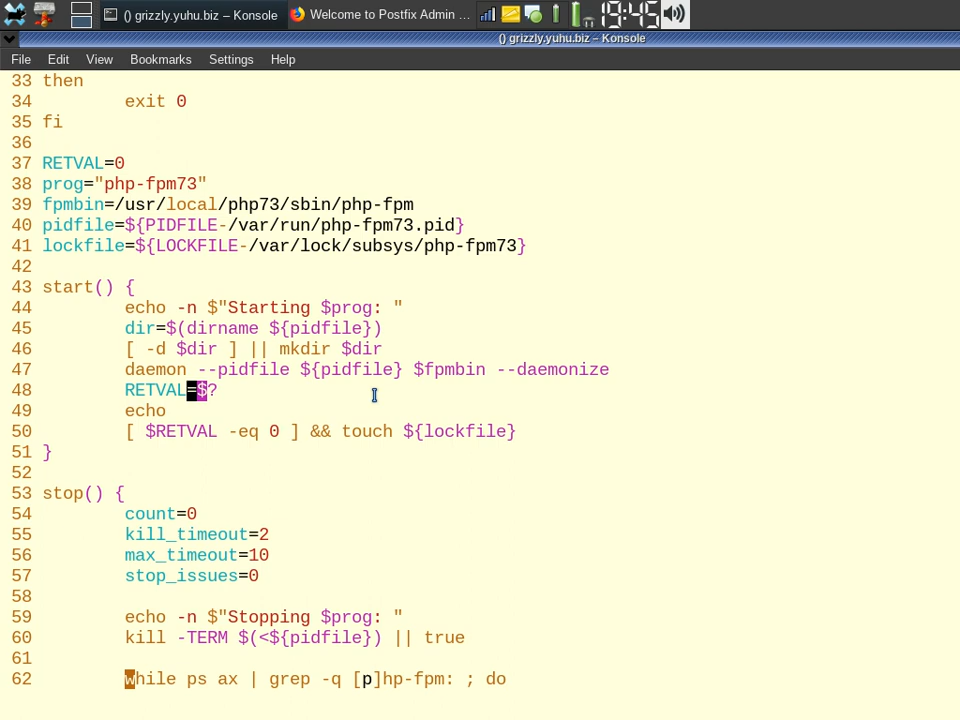 () grizzly.yuhu.biz – Konsole
Welcome to Postfix Admin ...
19:45
() grizzly.yuhu.biz – Konsole
File Edit View Bookmarks Settings Help
33 then
34         exit 0
35 fi
36
37 RETVAL=0
38 prog="php-fpm73"
39 fpmbin=/usr/local/php73/sbin/php-fpm
40 pidfile=${PIDFILE-/var/run/php-fpm73.pid}
41 lockfile=${LOCKFILE-/var/lock/subsys/php-fpm73}
42
43 start() {
44         echo -n $"Starting $prog: "
45         dir=$(dirname ${pidfile})
46         [ -d $dir ] || mkdir $dir
47         daemon --pidfile ${pidfile} $fpmbin --daemonize
48         RETVAL=$?
49         echo
50         [ $RETVAL -eq 0 ] && touch ${lockfile}
51 }
52
53 stop() {
54         count=0
55         kill_timeout=2
56         max_timeout=10
57         stop_issues=0
58
59         echo -n $"Stopping $prog: "
60         kill -TERM $(<${pidfile}) || true
61
62         while ps ax | grep -q [p]hp-fpm: ; do